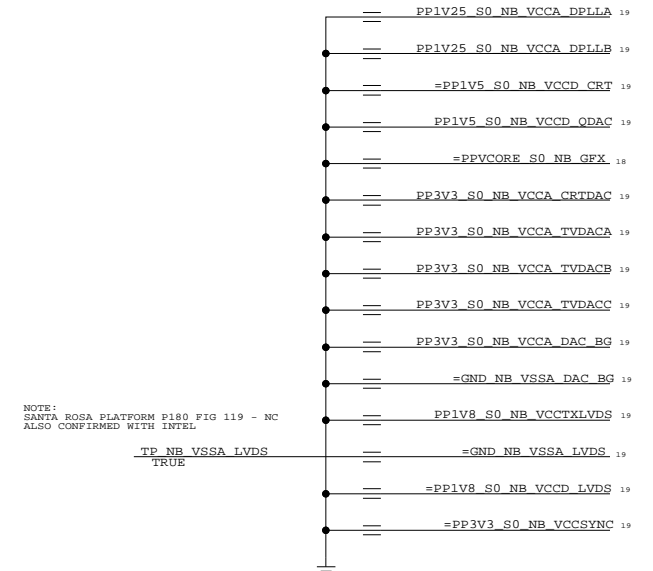 PP1V25_S0_NB_VCCA_DPLLA 19
PP1V25_S0_NB_VCCA_DPLLB 19
=PP1V5_S0_NB_VCCD_CRT 19
PP1V5_S0_NB_VCCD_QDAC 19
=PPVCORE_S0_NB_GFX 18
PP3V3_S0_NB_VCCA_CRTDAC 19
PP3V3_S0_NB_VCCA_TVDACA 19
PP3V3_S0_NB_VCCA_TVDACB 19
PP3V3_S0_NB_VCCA_TVDACC 19
PP3V3_S0_NB_VCCA_DAC_BG 19
=GND_NB_VSSA_DAC_BG 19
NOTE:
SANTA ROSA PLATFORM P180 FIG 119 - NC
ALSO CONFIRMED WITH INTEL
PP1V8_S0_NB_VCCTXLVDS 19
TP_NB_VSSA_LVDS
TRUE
=GND_NB_VSSA_LVDS 19
=PP1V8_S0_NB_VCCD_LVDS 19
=PP3V3_S0_NB_VCCSYNC 19